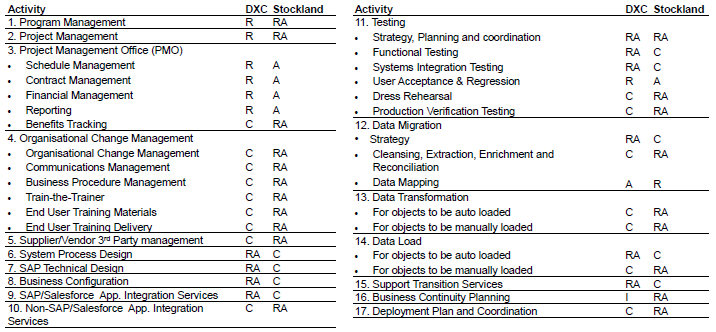 Activity DXC Stockland
1. Program Management R RA
2. Project Management R RA
3. Project Management Office (PMO)
• Schedule Management R A
• Contract Management R A
• Financial Management R A
• Reporting R A
• Benefits Tracking C RA
4. Organisational Change Management
• Organisational Change Management C RA
• Communications Management C RA
• Business Procedure Management C RA
• Train-the-Trainer C RA
• End User Training Materials C RA
• End User Training Delivery C RA
5. Supplier/Vendor 3rd Party management C RA
6. System Process Design RA C
7. SAP Technical Design RA C
8. Business Configuration RA C
9. SAP/Salesforce App. Integration Services RA C
10. Non-SAP/Salesforce App. Integration C RA
Services
Activity DXC Stockland
11. Testing
• Strategy, Planning and coordination RA RA
• Functional Testing RA C
• Systems Integration Testing RA C
• User Acceptance & Regression R A
• Dress Rehearsal C RA
• Production Verification Testing C RA
12. Data Migration
• Strategy RA C
• Cleansing, Extraction, Enrichment and C RA
Reconciliation
• Data Mapping A R
13. Data Transformation
• For objects to be auto loaded C RA
• For objects to be manually loaded C RA
14. Data Load
• For objects to be auto loaded RA C
• For objects to be manually loaded C RA
15. Support Transition Services RA C
16. Business Continuity Planning I RA
17. Deployment Plan and Coordination C RA